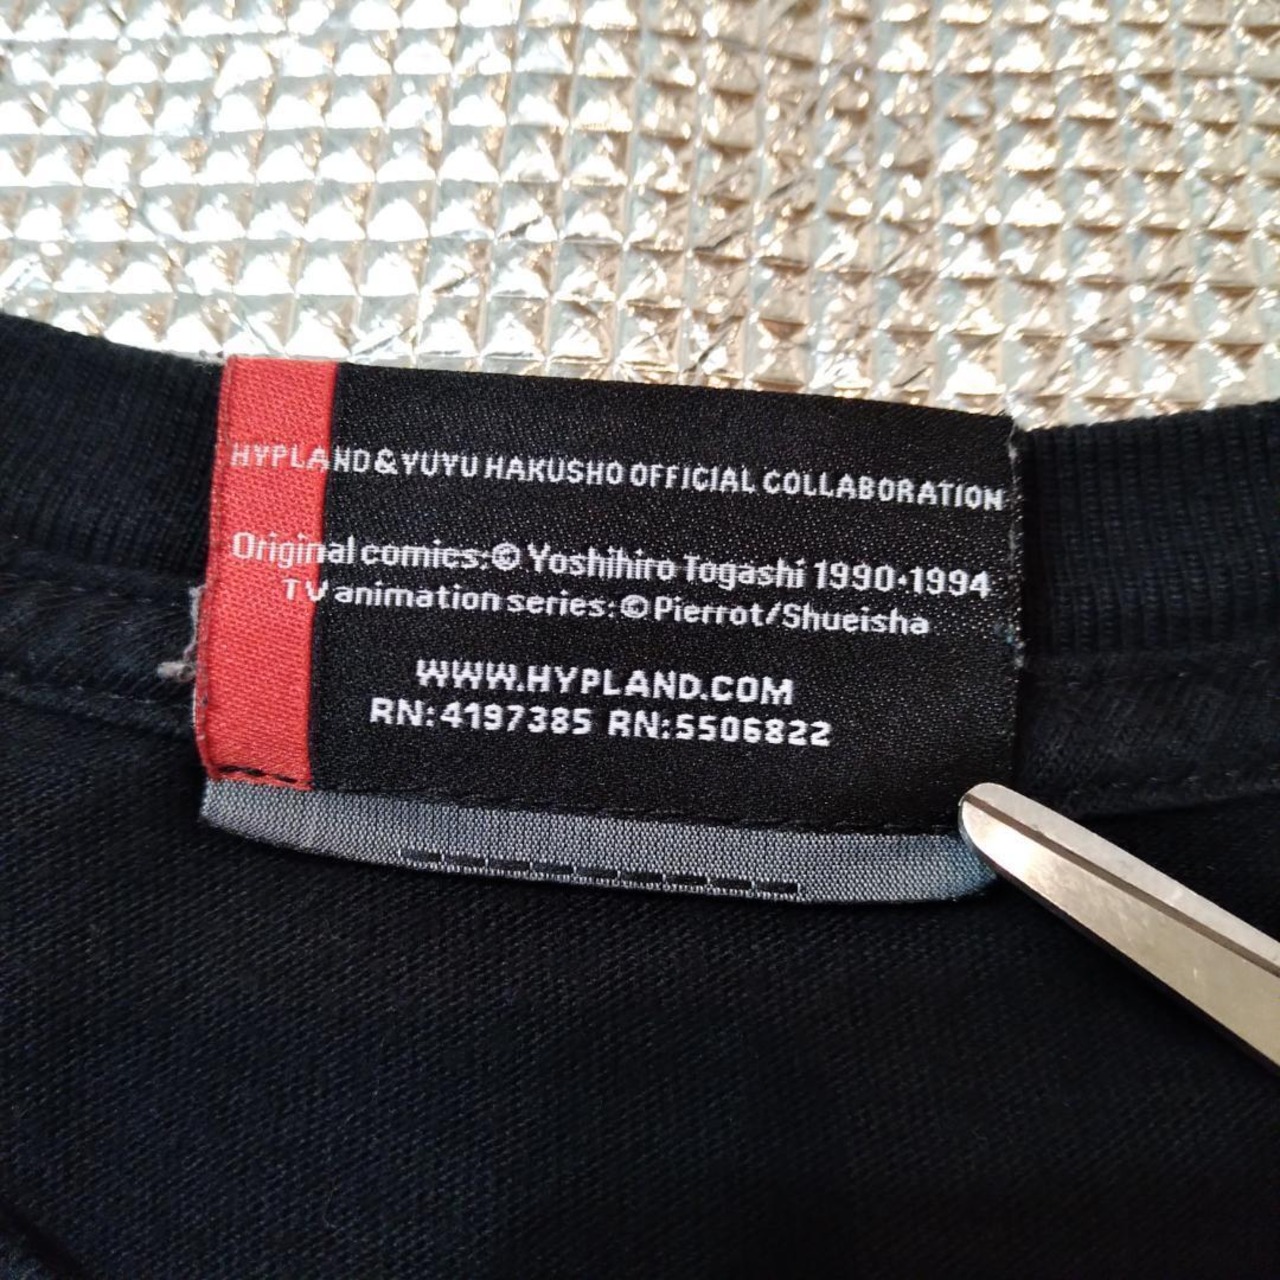 HYPLAND&YUYU HAKUSHO OFFICIAL COLLABORATION
Original comics:© Yoshihiro Togashi 1990·1994
TV animation series:©Pierrot/Shueisha
WWW.HYPLAND.COM
RN:4197385 RN:5506822